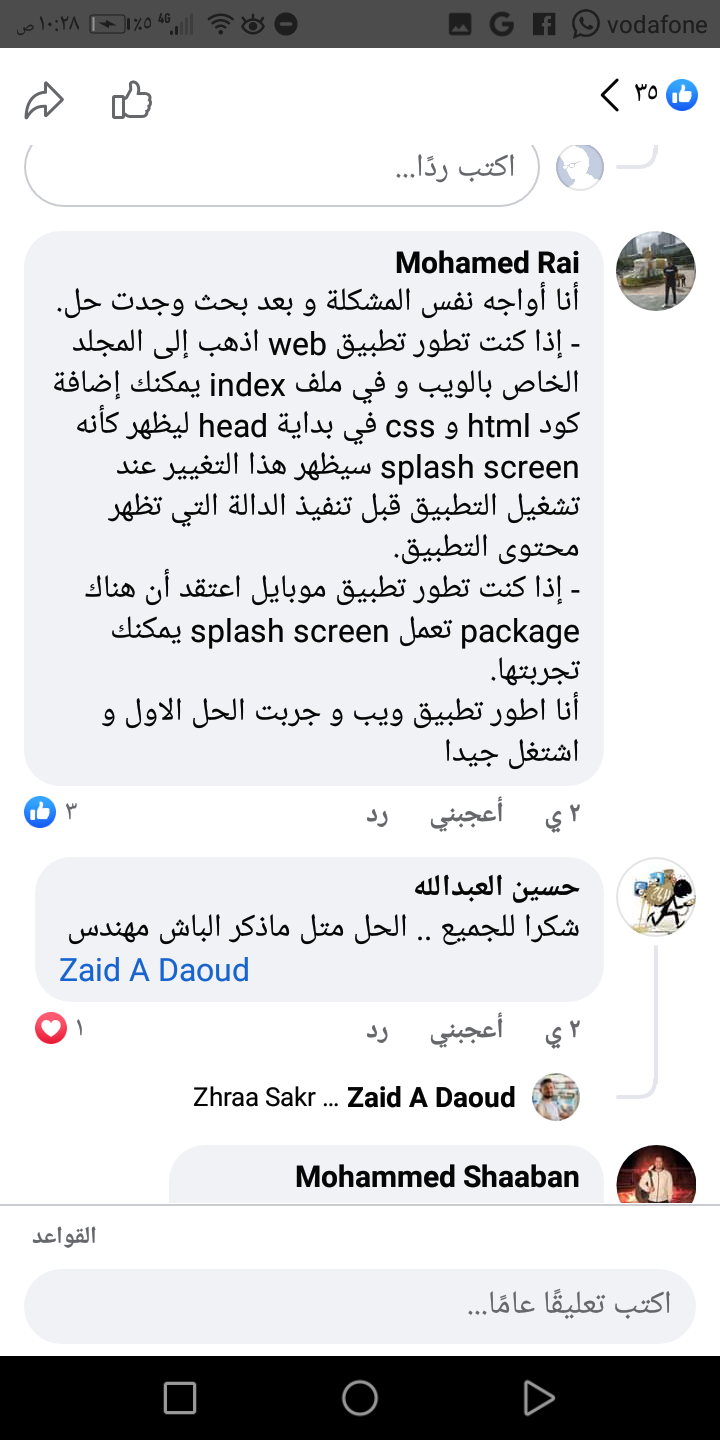 ١٠:٢٨ ص ٪٥ 4G vodafone
٣٥
اكتب ردًا...
Mohamed Rai
أنا أواجه نفس المشكلة و بعد بحث وجدت حل.
- إذا كنت تطور تطبيق web اذهب إلى المجلد
الخاص بالويب و في ملف index يمكنك إضافة
كود html و css في بداية head ليظهر كأنه
splash screen سيظهر هذا التغيير عند
تشغيل التطبيق قبل تنفيذ الدالة التي تظهر
محتوى التطبيق.
- إذا كنت تطور تطبيق موبايل اعتقد أن هناك
package تعمل splash screen يمكنك
تجربتها.
أنا اطور تطبيق ويب و جربت الحل الاول و
اشتغل جيدا
٢ ي أعجبني رد ٣
حسين العبدالله
شكرا للجميع .. الحل متل ماذكر الباش مهندس
Zaid A Daoud
٢ ي أعجبني رد ١
Zaid A Daoud ... Zhraa Sakr
Mohammed Shaaban
القواعد
اكتب تعليقًا عامًا...